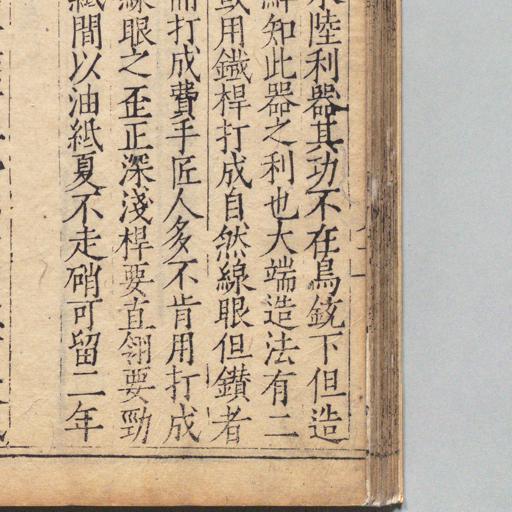 水陸利器其功不在鳥銃下但造
鮮知此器之利也大端造法有二
或用鐵桿打成自然線眼但鑚者
而打成費手匠人多不肯用打成
線眼之歪正深淺桿要直翎要勁
紙間以油紙夏不走硝可留二年